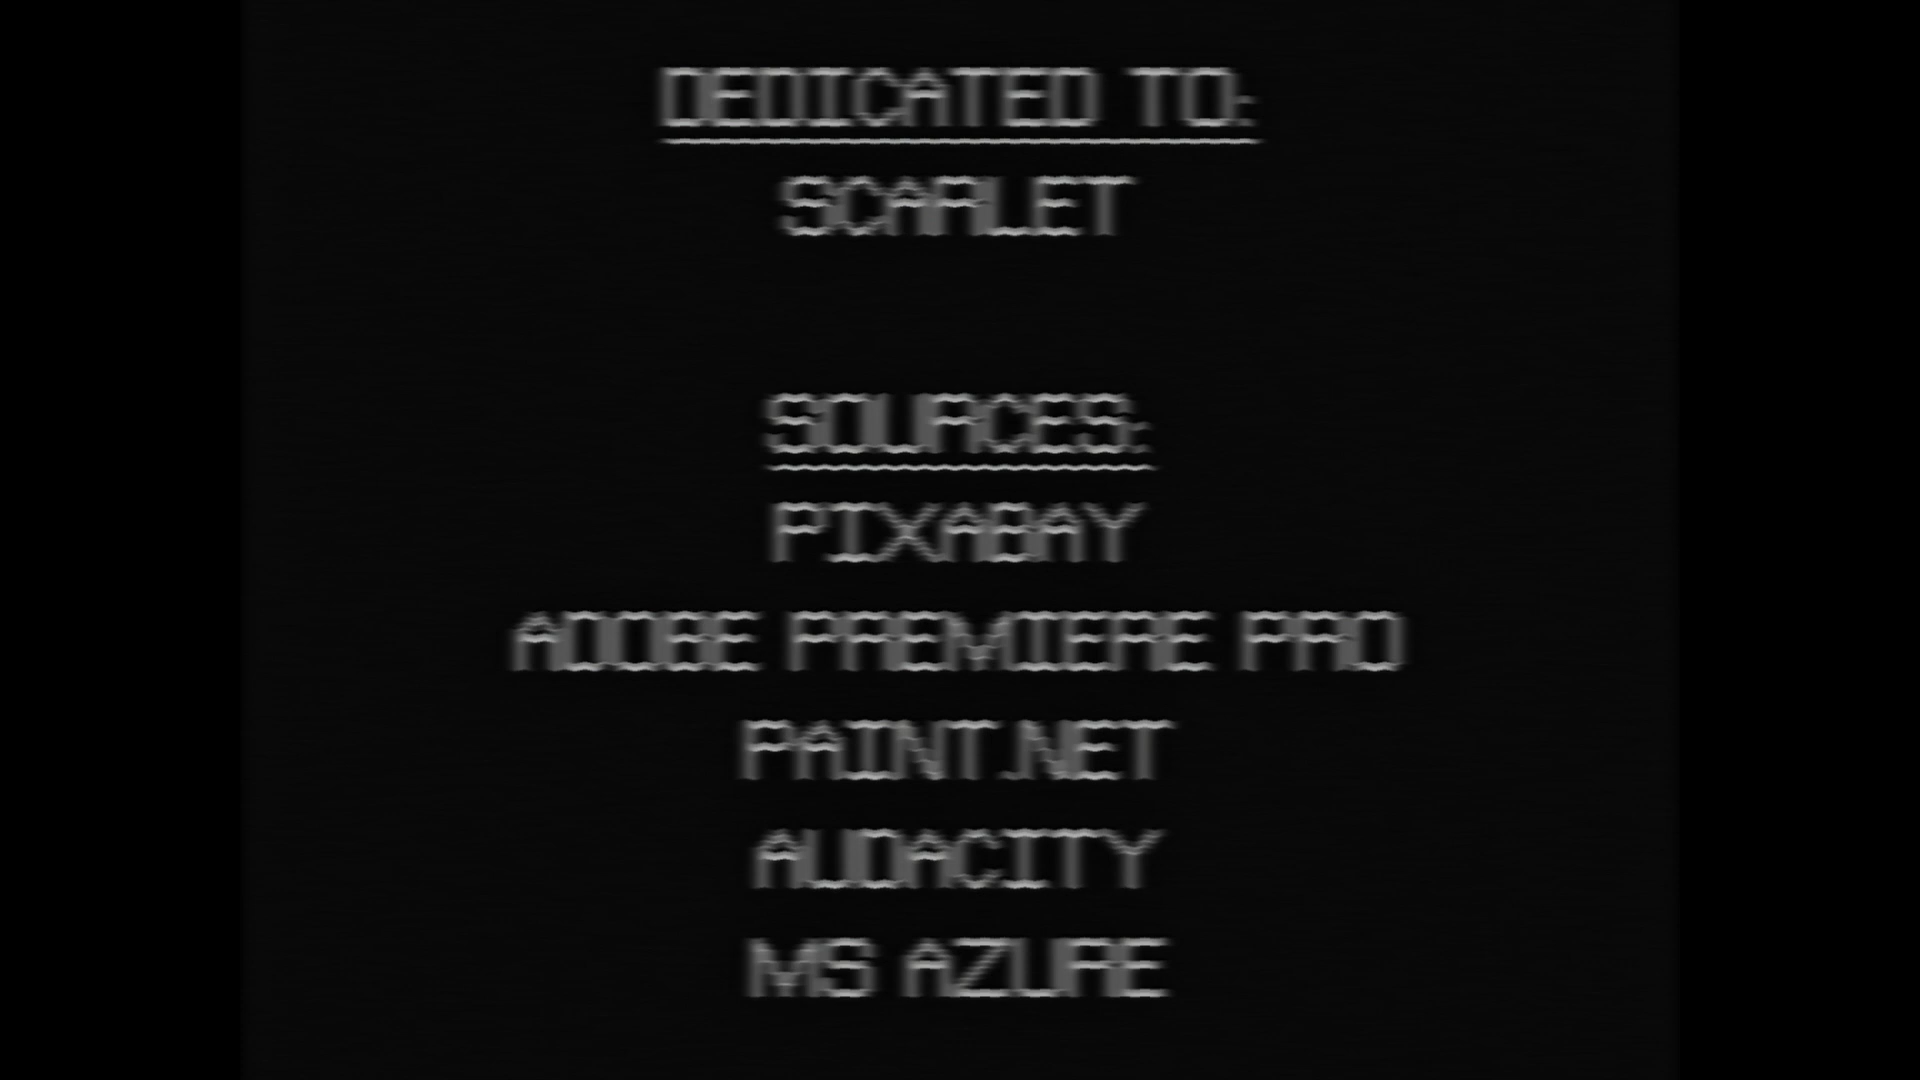 DEDICATED TO:
SCARLET
SOURCES:
PIXABAY
ADOBE PREMIERE PRO
PAINT.NET
AUDACITY
MS AZURE